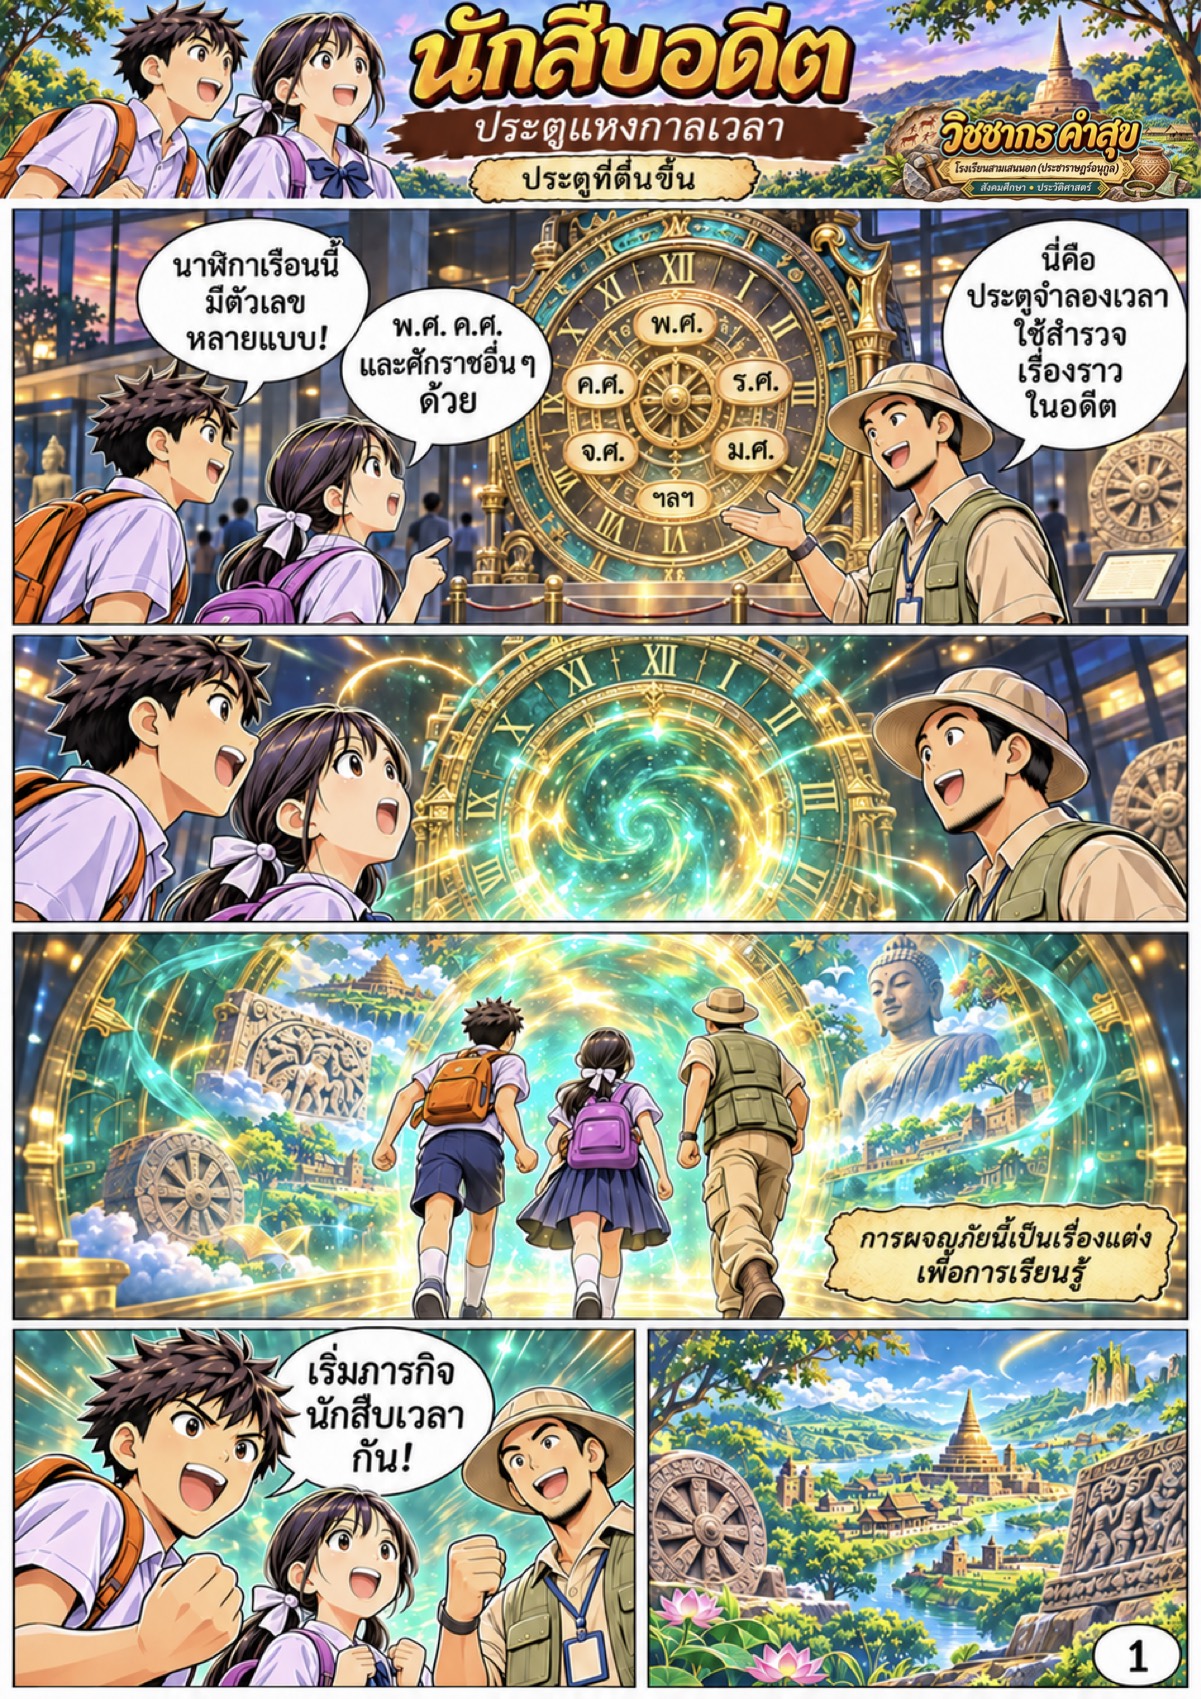 นักสืบอดีต
ประตูแห่งกาลเวลา
ประตูที่ตื่นขึ้น
วิชชากร คำสุข
โรงเรียนสามเสนนอก (ประชาราษฎร์อนุกูล)
สังคมศึกษา • ประวัติศาสตร์
นาฬิกาเรือนนี้
มีตัวเลข
หลายแบบ!
พ.ศ. ค.ศ.
และศักราชอื่น ๆ
ด้วย
นี่คือ
ประตูจำลองเวลา
ใช้สำรวจ
เรื่องราว
ในอดีต
XII
I
II
III
VI
VII
X
พ.ศ.
ค.ศ.
ร.ศ.
จ.ศ.
ม.ศ.
ฯลฯ
XI
XII
I
II
III
X
IX
VIII
การผจญภัยนี้เป็นเรื่องแต่ง
เพื่อการเรียนรู้
เริ่มภารกิจ
นักสืบเวลา
กัน!
1